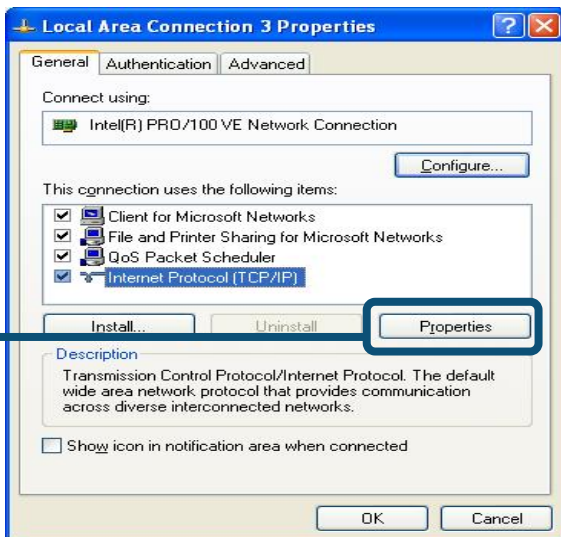 Local Area Connection 3 Properties
General Authentication Advanced
Connect using:
Intel(R) PRO/100 VE Network Connection
Configure...
This connection uses the following items:
Client for Microsoft Networks
File and Printer Sharing for Microsoft Networks
QoS Packet Scheduler
Internet Protocol (TCP/IP)
Install... Uninstall Properties
Description
Transmission Control Protocol/Internet Protocol. The default
wide area network protocol that provides communication
across diverse interconnected networks.
Show icon in notification area when connected
OK Cancel